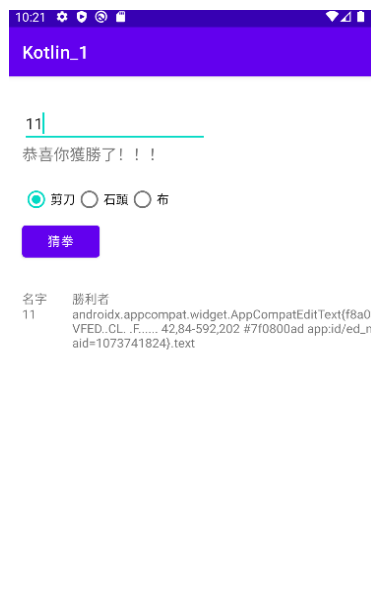 10:21
Kotlin_1
11
恭喜你獲勝了！！！
剪刀 石頭 布
猜拳
名字 勝利者
11 androidx.appcompat.widget.AppCompatEditText{f8a0
VFED..CL. .F...... 42,84-592,202 #7f0800ad app:id/ed_n
aid=1073741824}.text